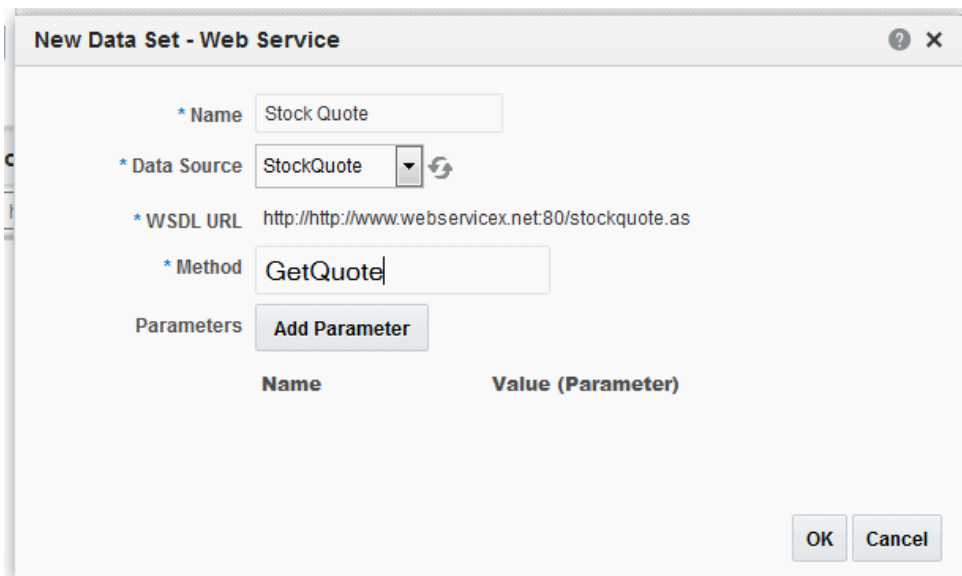 New Data Set - Web Service
* Name Stock Quote
* Data Source StockQuote
* WSDL URL http://http://www.webservicex.net:80/stockquote.as
* Method GetQuote
Parameters Add Parameter
Name Value (Parameter)
OK Cancel